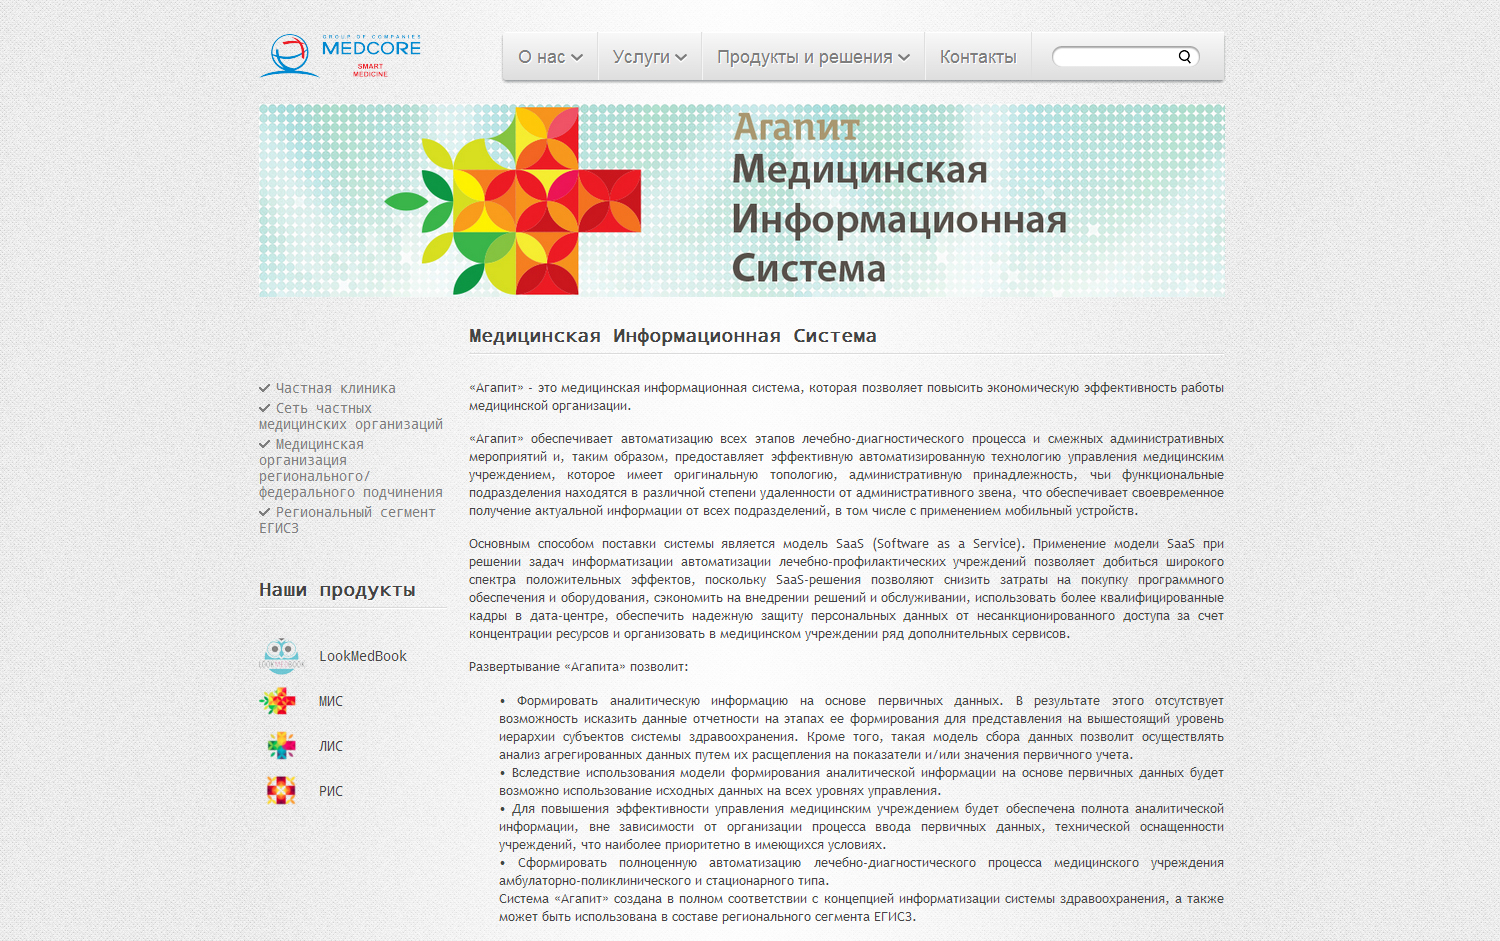 GROUP OF COMPANIES
MEDCORE
SMART
MEDICINE
О нас
Услуги
Продукты и решения
Контакты
Агапит
Медицинская
Информационная
Система
Частная клиника
Сеть частных
медицинских организаций
Медицинская
организация
регионального/
федерального подчинения
Региональный сегмент
ЕГИСЗ
Наши продукты
LOOKMEDBOOK
LookMedBook
МИС
ЛИС
РИС
Медицинская Информационная Система
«Агапит» - это медицинская информационная система, которая позволяет повысить экономическую эффективность работы
медицинской организации.
«Агапит» обеспечивает автоматизацию всех этапов лечебно-диагностического процесса и смежных административных
мероприятий и, таким образом, предоставляет эффективную автоматизированную технологию управления медицинским
учреждением, которое имеет оригинальную топологию, административную принадлежность, чьи функциональные
подразделения находятся в различной степени удаленности от административного звена, что обеспечивает своевременное
получение актуальной информации от всех подразделений, в том числе с применением мобильный устройств.
Основным способом поставки системы является модель SaaS (Software as a Service). Применение модели SaaS при
решении задач информатизации автоматизации лечебно-профилактических учреждений позволяет добиться широкого
спектра положительных эффектов, поскольку SaaS-решения позволяют снизить затраты на покупку программного
обеспечения и оборудования, сэкономить на внедрении решений и обслуживании, использовать более квалифицированные
кадры в дата-центре, обеспечить надежную защиту персональных данных от несанкционированного доступа за счет
концентрации ресурсов и организовать в медицинском учреждении ряд дополнительных сервисов.
Развертывание «Агапита» позволит:
• Формировать аналитическую информацию на основе первичных данных. В результате этого отсутствует
возможность исказить данные отчетности на этапах ее формирования для представления на вышестоящий уровень
иерархии субъектов системы здравоохранения. Кроме того, такая модель сбора данных позволит осуществлять
анализ агрегированных данных путем их расщепления на показатели и/или значения первичного учета.
• Вследствие использования модели формирования аналитической информации на основе первичных данных будет
возможно использование исходных данных на всех уровнях управления.
• Для повышения эффективности управления медицинским учреждением будет обеспечена полнота аналитической
информации, вне зависимости от организации процесса ввода первичных данных, технической оснащенности
учреждений, что наиболее приоритетно в имеющихся условиях.
• Сформировать полноценную автоматизацию лечебно-диагностического процесса медицинского учреждения
амбулаторно-поликлинического и стационарного типа.
Система «Агапит» создана в полном соответствии с концепцией информатизации системы здравоохранения, а также
может быть использована в составе регионального сегмента ЕГИСЗ.